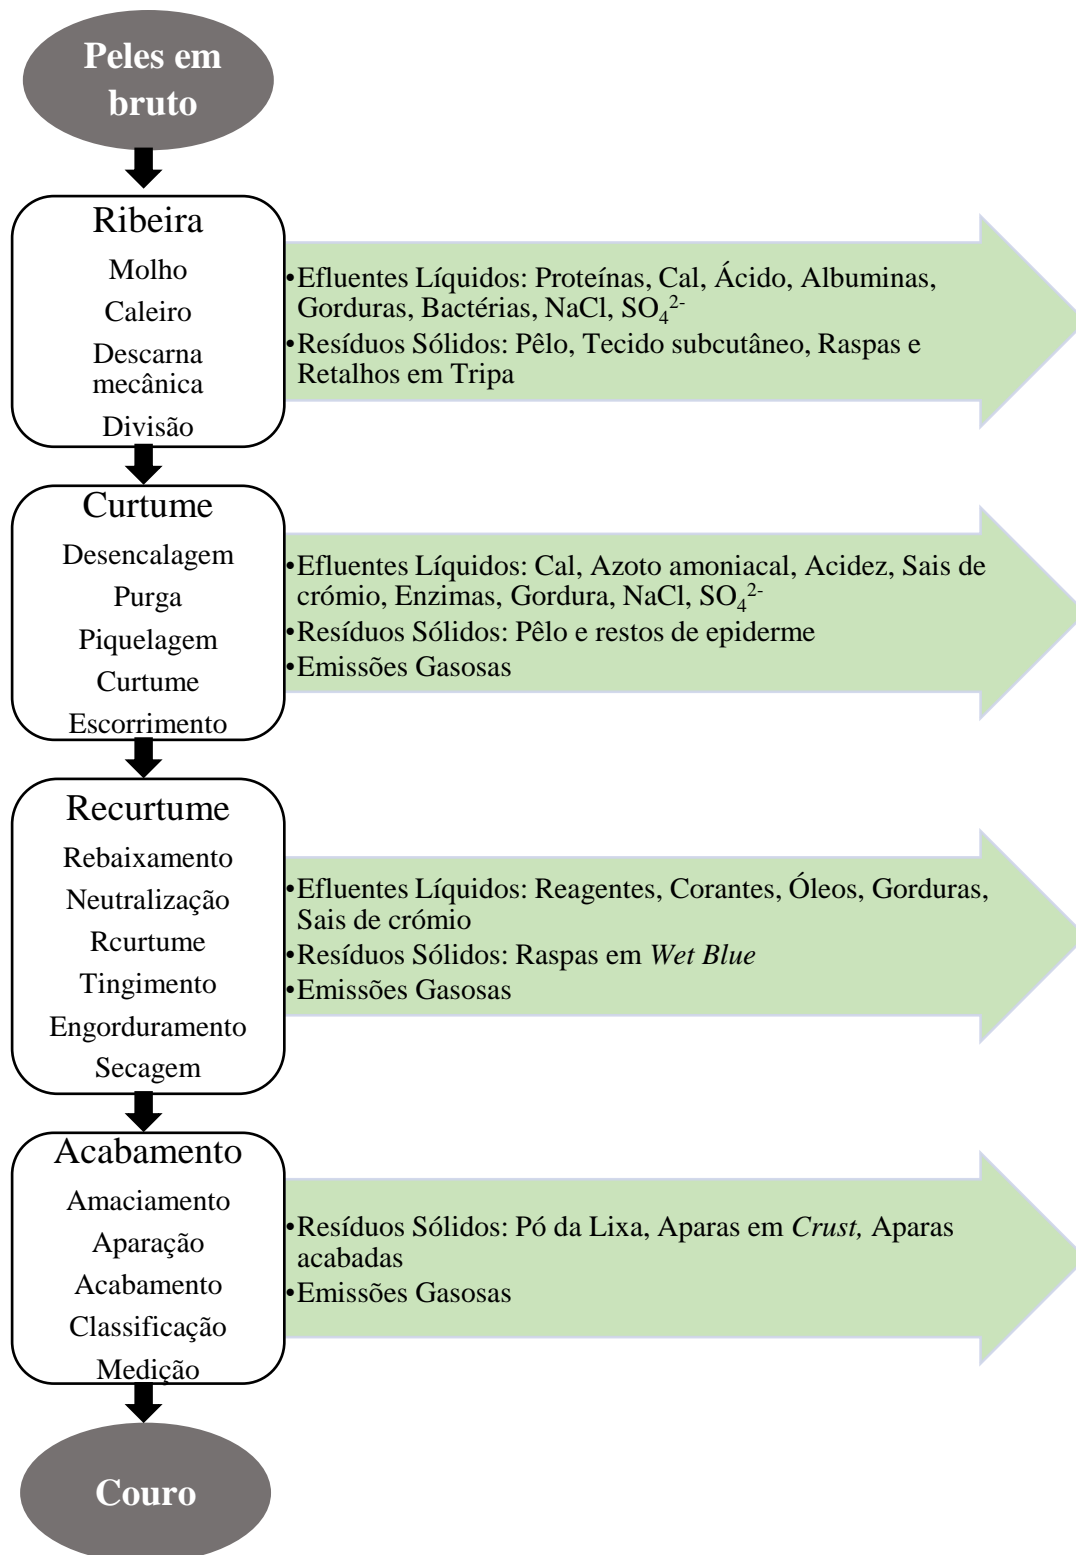 Peles em
bruto
Ribeira
Molho
Caleiro
Descarna
mecânica
Divisão
•Efluentes Líquidos: Proteínas, Cal, Ácido, Albuminas,
Gorduras, Bactérias, NaCl, SO₄²⁻
•Resíduos Sólidos: Pêlo, Tecido subcutâneo, Raspas e
Retalhos em Tripa
Curtume
Desencalagem
Purga
Piquelagem
Curtume
Escorrimento
•Efluentes Líquidos: Cal, Azoto amoniacal, Acidez, Sais de
crómio, Enzimas, Gordura, NaCl, SO₄²⁻
•Resíduos Sólidos: Pêlo e restos de epiderme
•Emissões Gasosas
Recurtume
Rebaixamento
Neutralização
Rcurtume
Tingimento
Engorduramento
Secagem
•Efluentes Líquidos: Reagentes, Corantes, Óleos, Gorduras,
Sais de crómio
•Resíduos Sólidos: Raspas em Wet Blue
•Emissões Gasosas
Acabamento
Amaciamento
Aparação
Acabamento
Classificação
Medição
•Resíduos Sólidos: Pó da Lixa, Aparas em Crust, Aparas
acabadas
•Emissões Gasosas
Couro